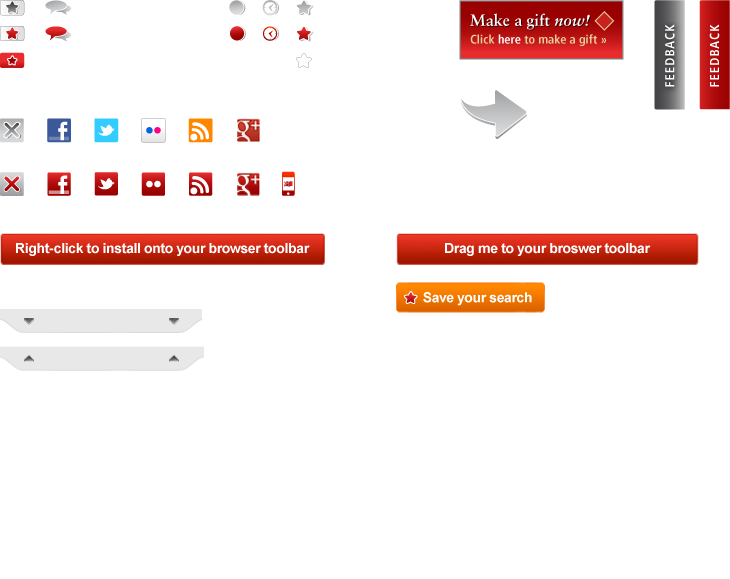 Make a gift now!
Click here to make a gift »
FEEDBACK
FEEDBACK
f
f
g+
g+
Right-click to install onto your browser toolbar
Drag me to your broswer toolbar
Save your search